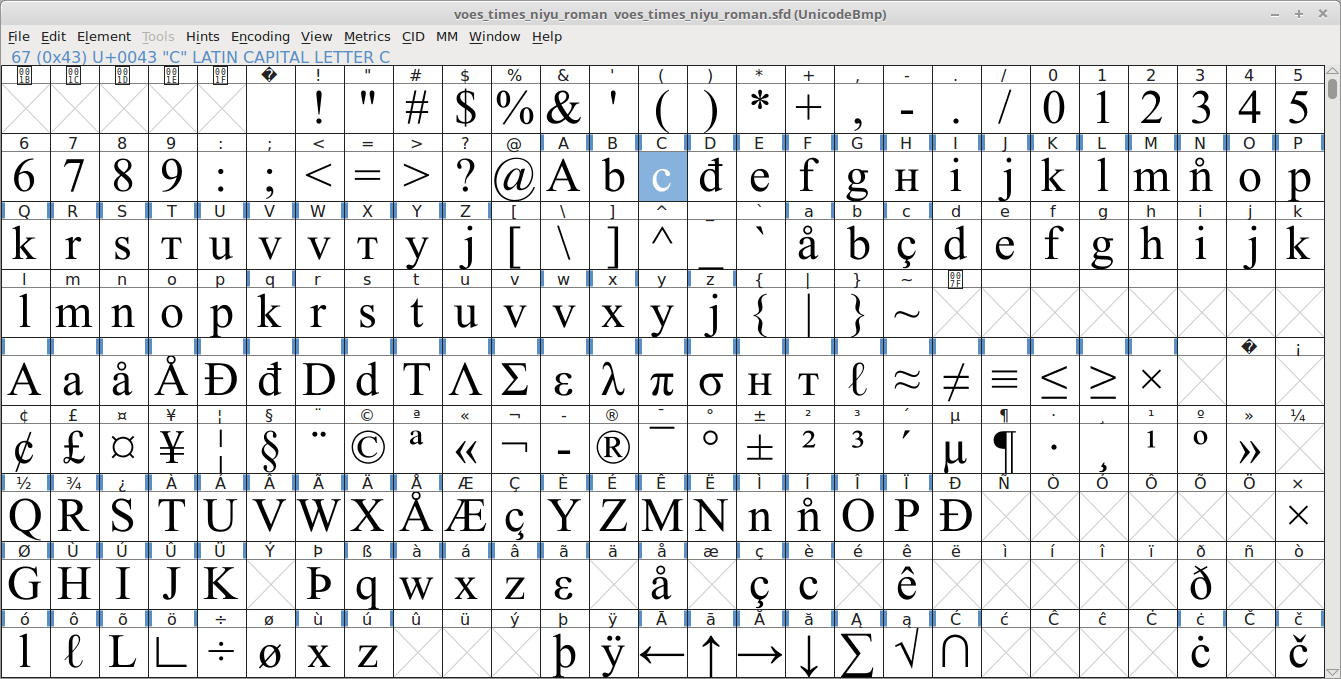 voes_times_niyu_roman voes_times_niyu_roman.sfd (UnicodeBmp)
File Edit Element Tools Hints Encoding View Metrics CID MM Window Help
67 (0x43) U+0043 "C" LATIN CAPITAL LETTER C
001B 001C 001D 001E 001F � ! " # $ % & ' ( ) * + , - . / 0 1 2 3 4 5
! " # $ % & ' ( ) * + , - . / 0 1 2 3 4 5
6 7 8 9 : ; < = > ? @ A B C D E F G H I J K L M N O P
6 7 8 9 : ; < = > ? @ A b c đ e f g н i j k l m n̊ o p
Q R S T U V W X Y Z [ \ ] ^ _ ` a b c d e f g h i j k
k r s т u v v т y j [ \ ] ^ _ ` å b ç d e f g h i j k
l m n o p q r s t u v w x y z { | } ~ 007F
l m n o p k r s t u v v x y j { | } ~
� ¡
A a å Å Đ đ D d T Λ Σ ε λ π σ н т ℓ ≈ ≠ ≡ ≤ ≥ ×
¢ £ ¤ ¥ ¦ § ¨ © ª « ¬ - ® ¯ ° ± ² ³ ´ µ ¶ · ¸ ¹ º » ¼
¢ £ ¤ ¥ ¦ § ¨ © ª « ¬ - ® ¯ ° ± ² ³ ´ µ ¶ · ¸ ¹ º »
½ ¾ ¿ À Á Â Ã Ä Å Æ Ç È É Ê Ë Ì Í Î Ï Ð Ñ Ò Ó Ô Õ Ö ×
Q R S T U V W X Å Æ ç Y Z M N n n̊ O P Đ ×
Ø Ù Ú Û Ü Ý Þ ß à á â ã ä å æ ç è é ê ë ì í î ï ð ñ ò
G H I J K Þ q w x z ε å ç c ê ð
ó ô õ ö ÷ ø ù ú û ü ý þ ÿ Ā ā Ă ă Ą ą Ć ć Ĉ ĉ Ċ ċ Č č
l ℓ L ∟ ÷ ø x z þ ÿ ← ↑ → ↓ ∑ √ ∩ ċ č